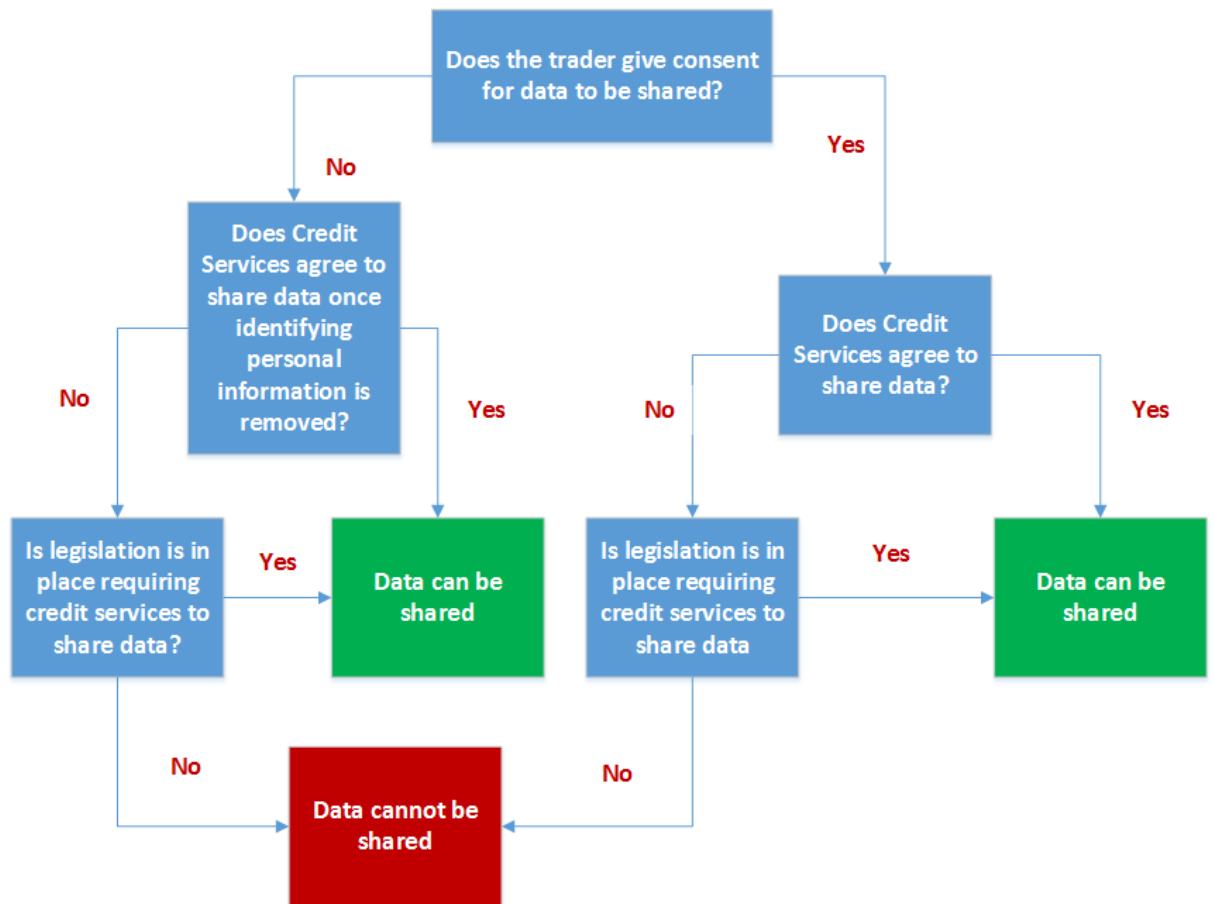 Does the trader give consent
for data to be shared?
No
Yes
Does Credit
Services agree to
share data once
identifying
personal
information is
removed?
Does Credit
Services agree to
share data?
No
Yes
No
Yes
Is legislation is in
place requiring
credit services to
share data?
Yes
Data can be
shared
Is legislation is in
place requiring
credit services to
share data
Yes
Data can be
shared
No
No
Data cannot be
shared